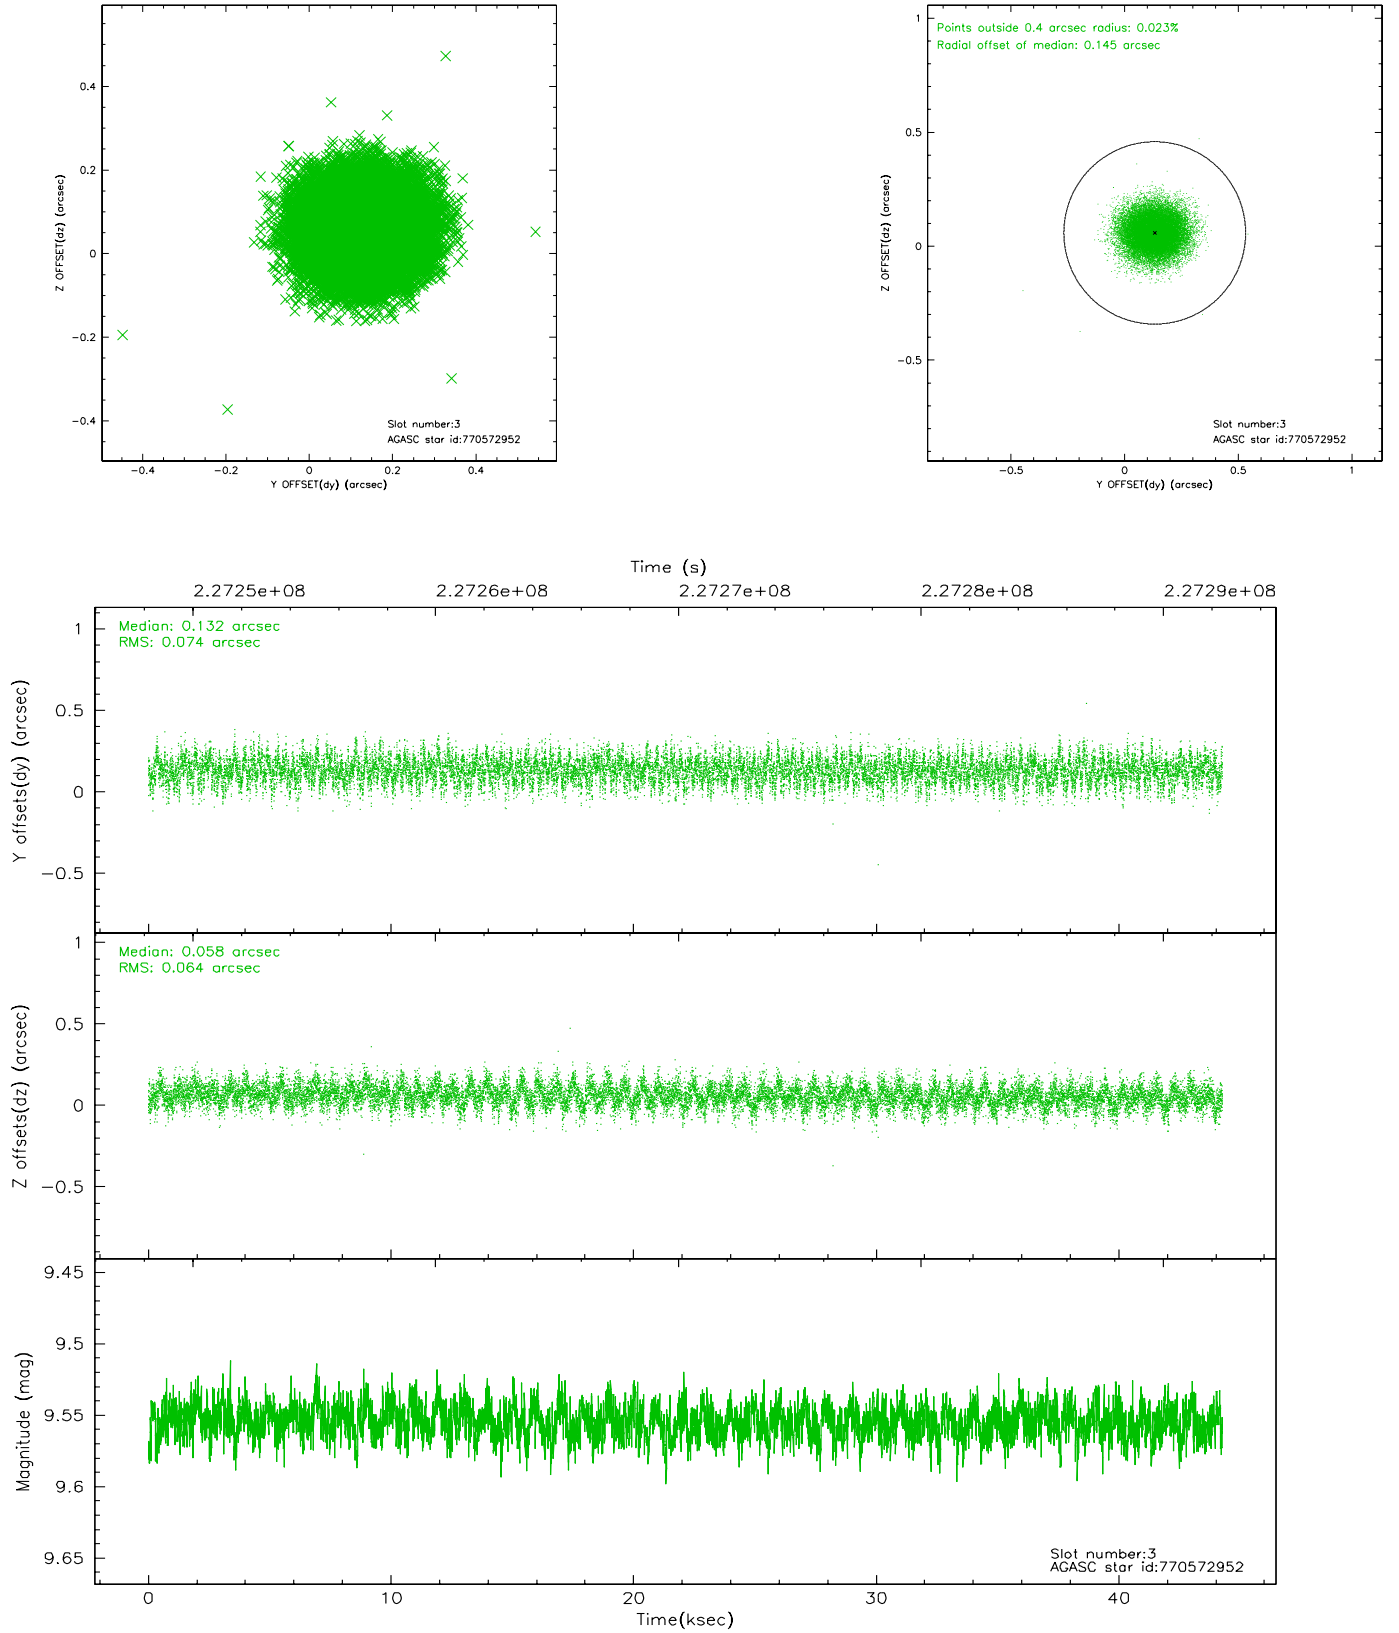 Points outside 0.4 arcsec radius: 0.023%
Radial offset of median: 0.145 arcsec
0.4
0.2
0
−0.2
−0.4
Z OFFSET(dz) (arcsec)
Slot number:3
AGASC star id:770572952
−0.4
−0.2
0
0.2
0.4
Y OFFSET(dy) (arcsec)
1
0.5
0
−0.5
Z OFFSET(dz) (arcsec)
Slot number:3
AGASC star id:770572952
−0.5
0
0.5
1
Y OFFSET(dy) (arcsec)
Time (s)
2.2725e+08
2.2726e+08
2.2727e+08
2.2728e+08
2.2729e+08
Median: 0.132 arcsec
RMS: 0.074 arcsec
1
0.5
0
−0.5
Y offsets(dy) (arcsec)
Median: 0.058 arcsec
RMS: 0.064 arcsec
1
0.5
0
−0.5
Z offsets(dz) (arcsec)
9.45
9.5
9.55
9.6
9.65
Magnitude (mag)
Slot number:3
AGASC star id:770572952
0
10
20
30
40
Time(ksec)